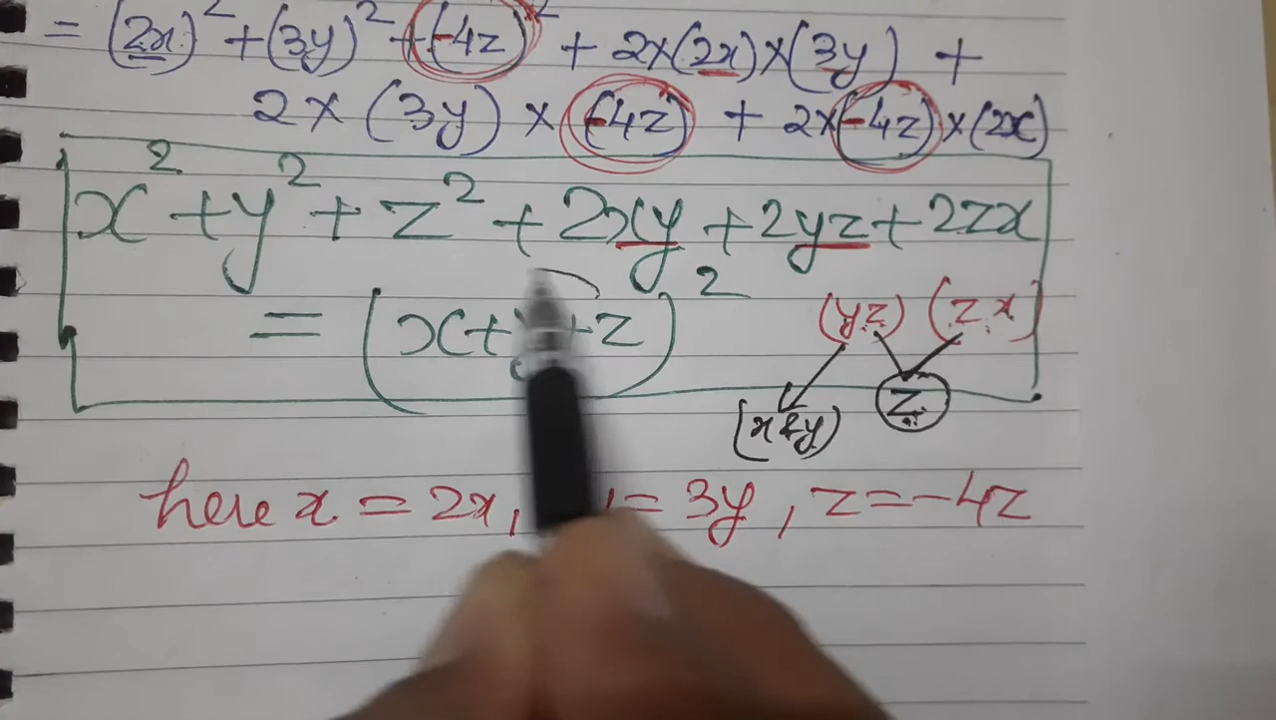 = (2x)² + (3y)² + (-4z)² + 2×(2x)×(3y) +
2× (3y) × (-4z) + 2×(-4z)×(2x)
x² + y² + z² + 2xy + 2yz + 2zx
= (x+y+z)²
(yz) (zx)
(x & y) z
here x = 2x, = 3y, z = -4z